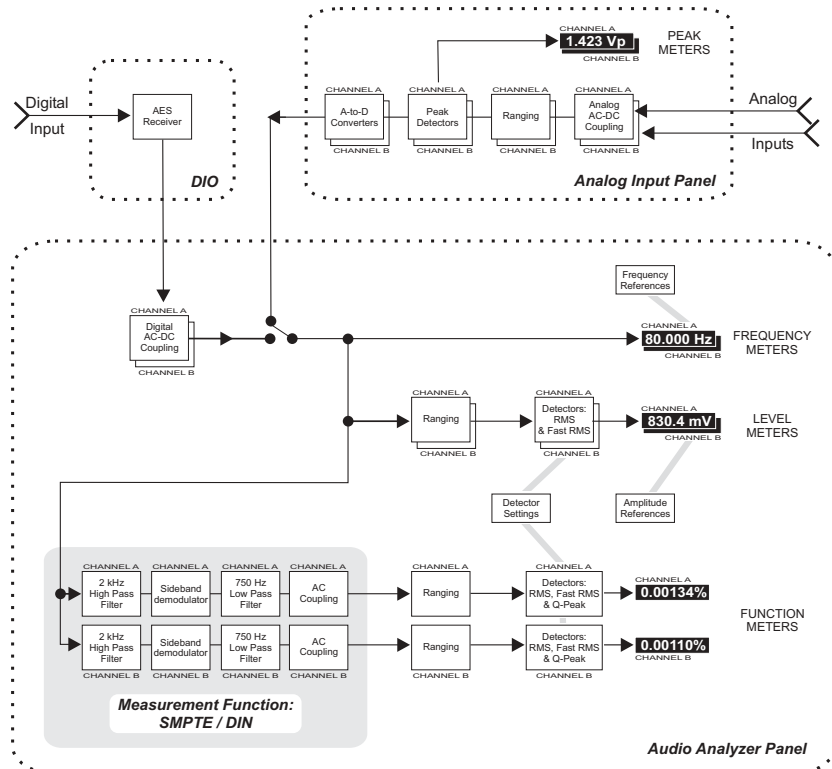 CHANNEL A
1.423 Vp
CHANNEL B
PEAK
METERS
Digital
Input
AES
Receiver
DIO
CHANNEL A
A-to-D
Converters
CHANNEL B
CHANNEL A
Peak
Detectors
CHANNEL B
CHANNEL A
Ranging
CHANNEL B
CHANNEL A
Analog
AC-DC
Coupling
CHANNEL B
Analog
Inputs
Analog Input Panel
CHANNEL A
Digital
AC-DC
Coupling
CHANNEL B
Frequency
References
CHANNEL A
80.000 Hz
CHANNEL B
FREQUENCY
METERS
CHANNEL A
Ranging
CHANNEL B
CHANNEL A
Detectors:
RMS
& Fast RMS
CHANNEL B
CHANNEL A
830.4 mV
CHANNEL B
LEVEL
METERS
Detector
Settings
Amplitude
References
CHANNEL A
2 kHz
High Pass
Filter
CHANNEL A
Sideband
demodulator
CHANNEL A
750 Hz
Low Pass
Filter
CHANNEL A
AC
Coupling
CHANNEL A
Ranging
CHANNEL A
Detectors:
RMS, Fast RMS
& Q-Peak
CHANNEL A
0.00134%
2 kHz
High Pass
Filter
CHANNEL B
Sideband
demodulator
CHANNEL B
750 Hz
Low Pass
Filter
CHANNEL B
AC
Coupling
CHANNEL B
Ranging
CHANNEL B
Detectors:
RMS, Fast RMS
& Q-Peak
CHANNEL B
0.00110%
CHANNEL B
FUNCTION
METERS
Measurement Function:
SMPTE / DIN
Audio Analyzer Panel